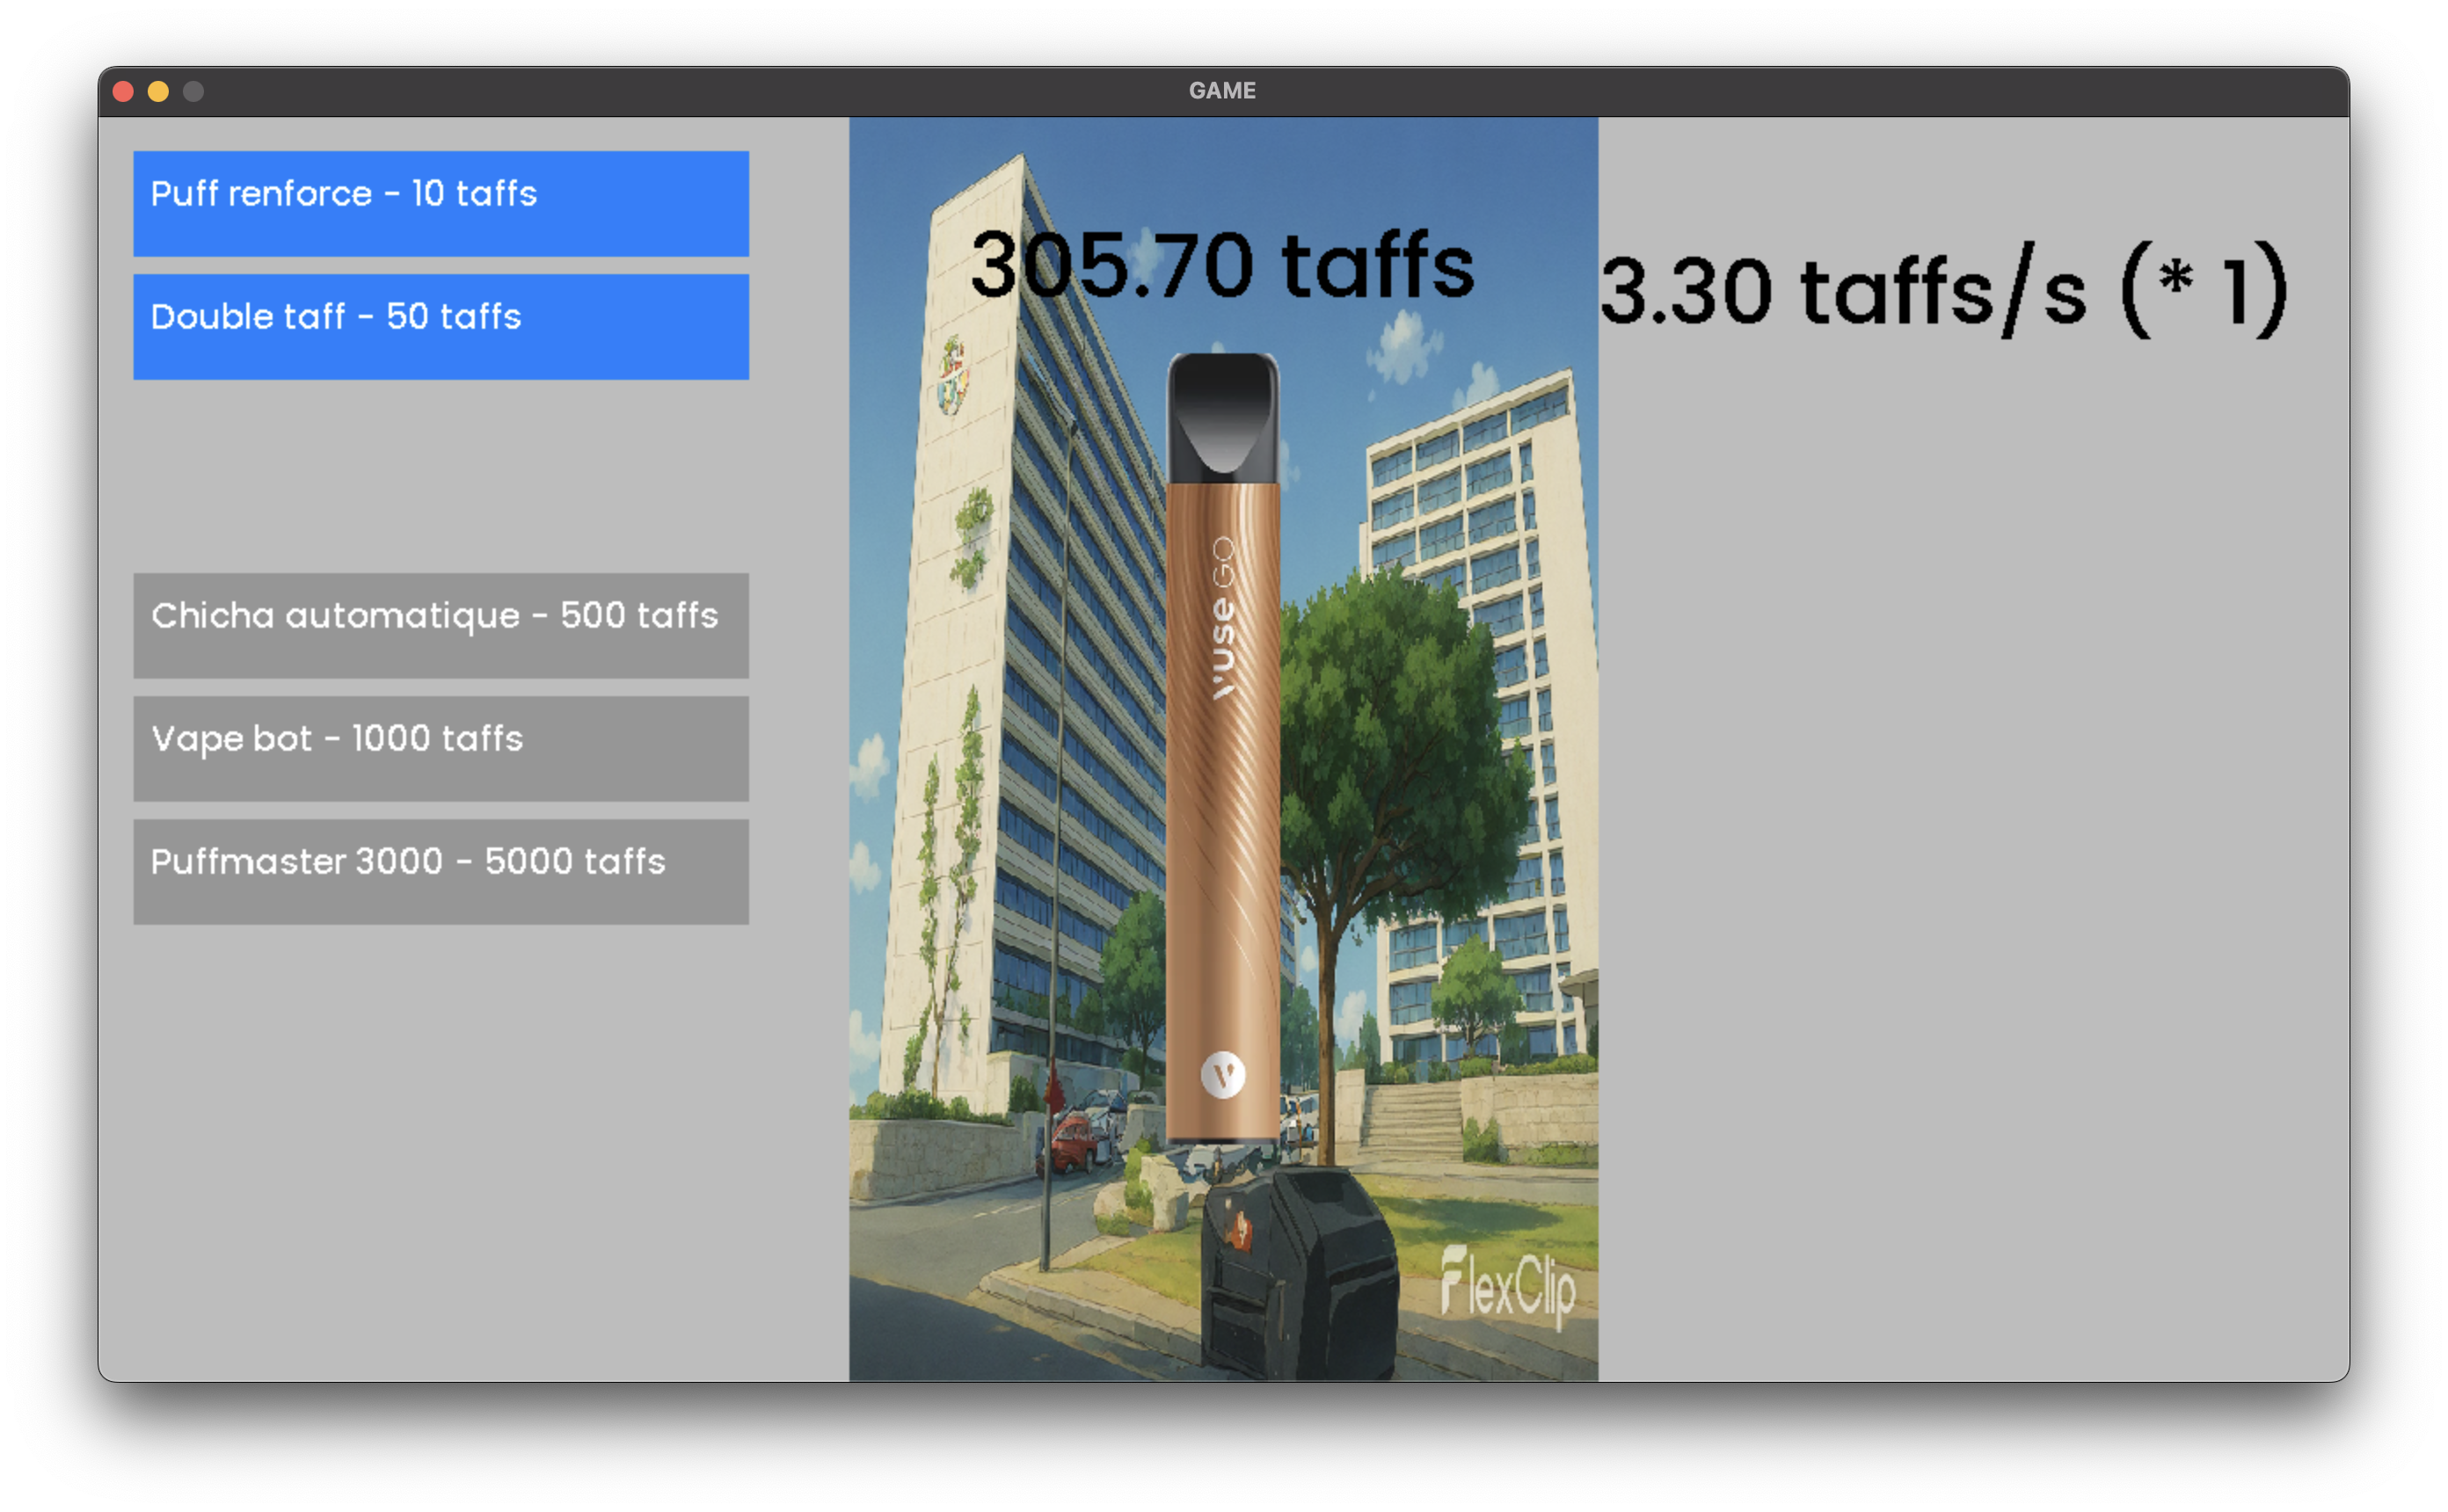 GAME
Puff renforce - 10 taffs
Double taff - 50 taffs
Chicha automatique - 500 taffs
Vape bot - 1000 taffs
Puffmaster 3000 - 5000 taffs
305.70 taffs
3.30 taffs/s (* 1)
vuse GO
V
FlexClip